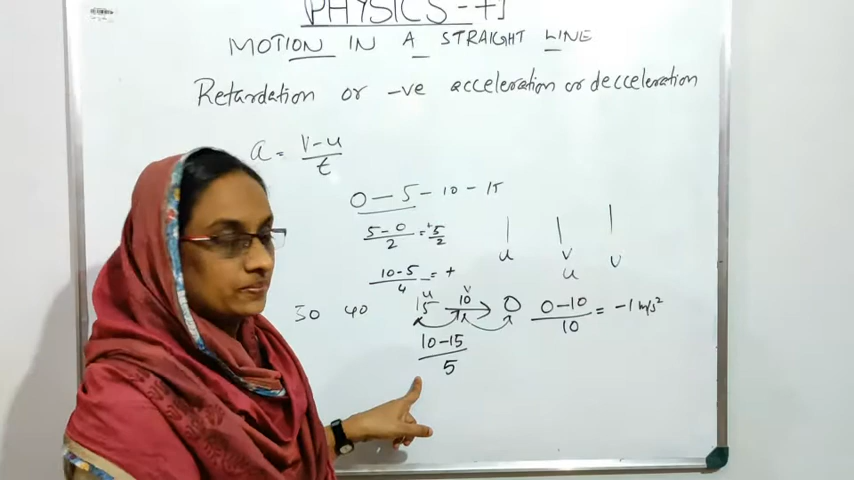 PHYSICS - +1
MOTION IN A STRAIGHT LINE
Retardation or -ve acceleration or decceleration
a = v-u/t
0 - 5 - 10 - 15
5-0/2 = +5/2
u v u v
10-5/4 = +
50 40
u v
15 → 10 → 0
0-10/10 = -1 m/s²
10-15/5